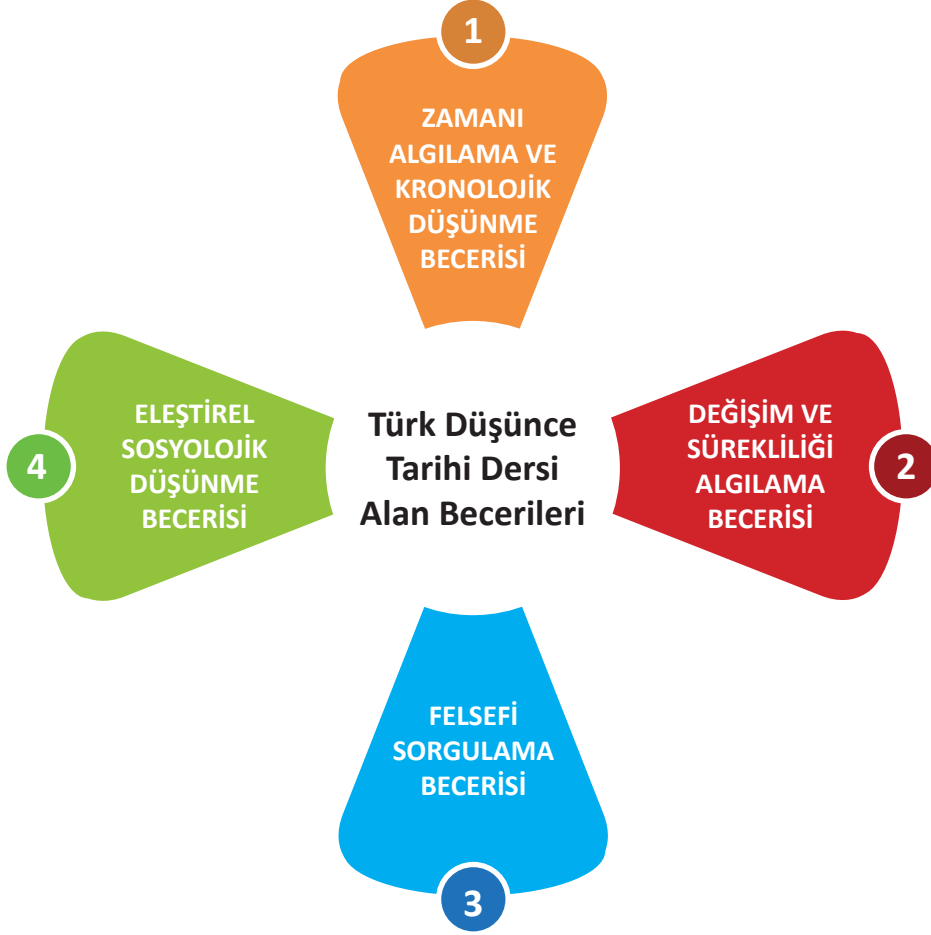 1
ZAMANI
ALGILAMA VE
KRONOLOJİK
DÜŞÜNME
BECERİSİ
Türk Düşünce
Tarihi Dersi
Alan Becerileri
DEĞİŞİM VE
SÜREKLİLİĞİ
ALGILAMA
BECERİSİ
2
FELSEFİ
SORGULAMA
BECERİSİ
3
ELEŞTİREL
SOSYOLOJİK
DÜŞÜNME
BECERİSİ
4